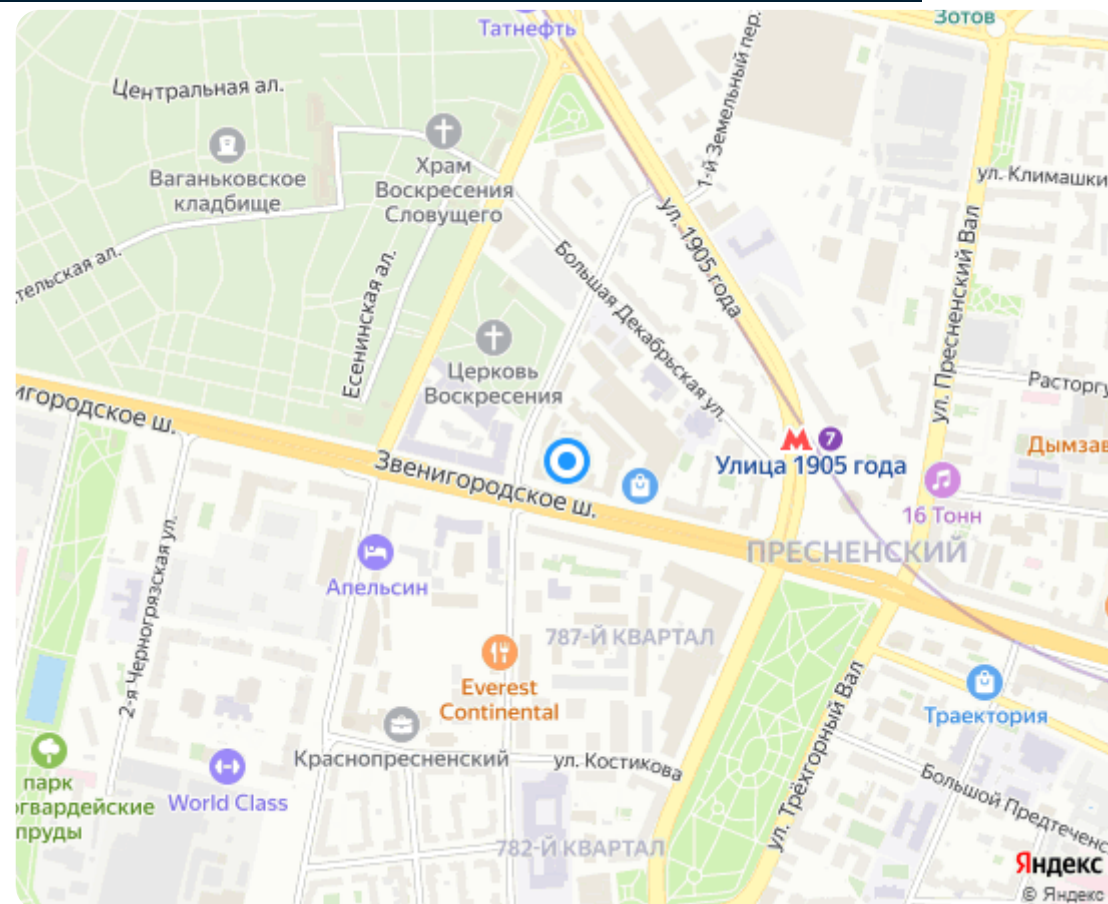 Татнефть
Зотов
Центральная ал.
1-й Земельный пер.
Храм
Воскресения
Словущего
Ваганьковское
кладбище
ул. Климашки
ул. 1905 года
тельская ал.
Большая Декабрьская ул.
Есенинская ал.
ул. Пресненский Вал
Церковь
Воскресения
Расторгу
игородское ш.
Дымзав
7
Улица 1905 года
Звенигородское ш.
16 Тонн
ПРЕСНЕНСКИЙ
2-я Черногрязская ул.
Апельсин
787-Й КВАРТАЛ
Everest
Continental
Траектория
ул. Трёхгорный Вал
Краснопресненский
ул. Костикова
парк
огвардейские
пруды
World Class
Большой Предтеченс
782-Й КВАРТАЛ
Яндекс
© Яндекс